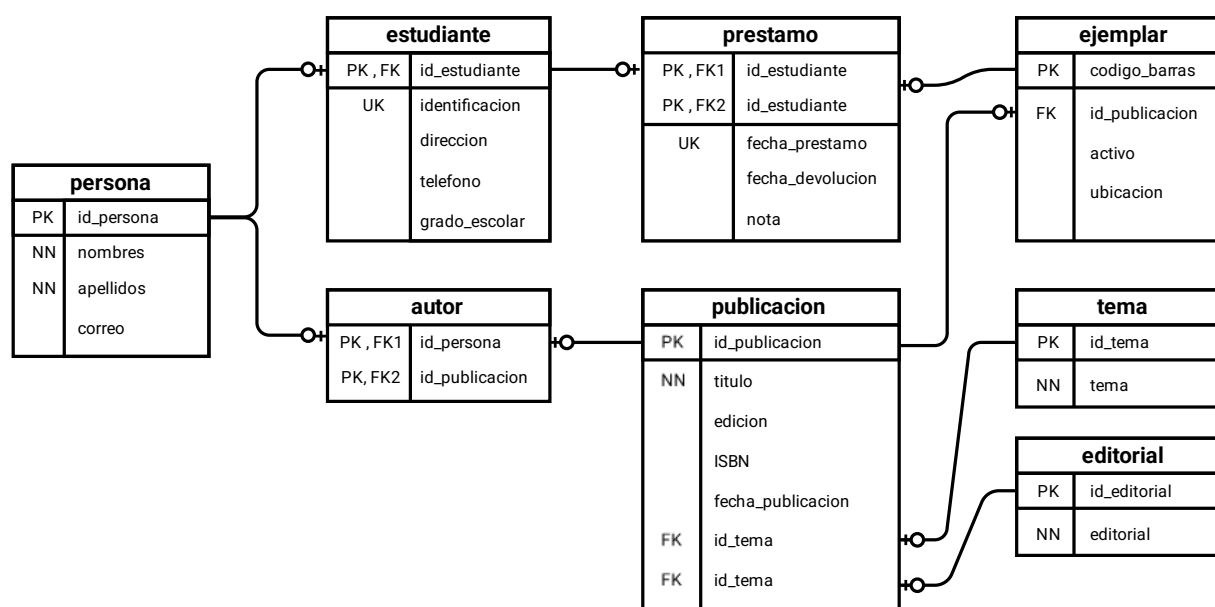 estudiante
PK , FK id_estudiante
UK identificacion
direccion
telefono
grado_escolar
prestamo
PK , FK1 id_estudiante
PK , FK2 id_estudiante
UK fecha_prestamo
fecha_devolucion
nota
ejemplar
PK codigo_barras
FK id_publicacion
activo
ubicacion
persona
PK id_persona
NN nombres
NN apellidos
correo
autor
PK , FK1 id_persona
PK, FK2 id_publicacion
publicacion
PK id_publicacion
NN titulo
edicion
ISBN
fecha_publicacion
FK id_tema
FK id_tema
tema
PK id_tema
NN tema
editorial
PK id_editorial
NN editorial